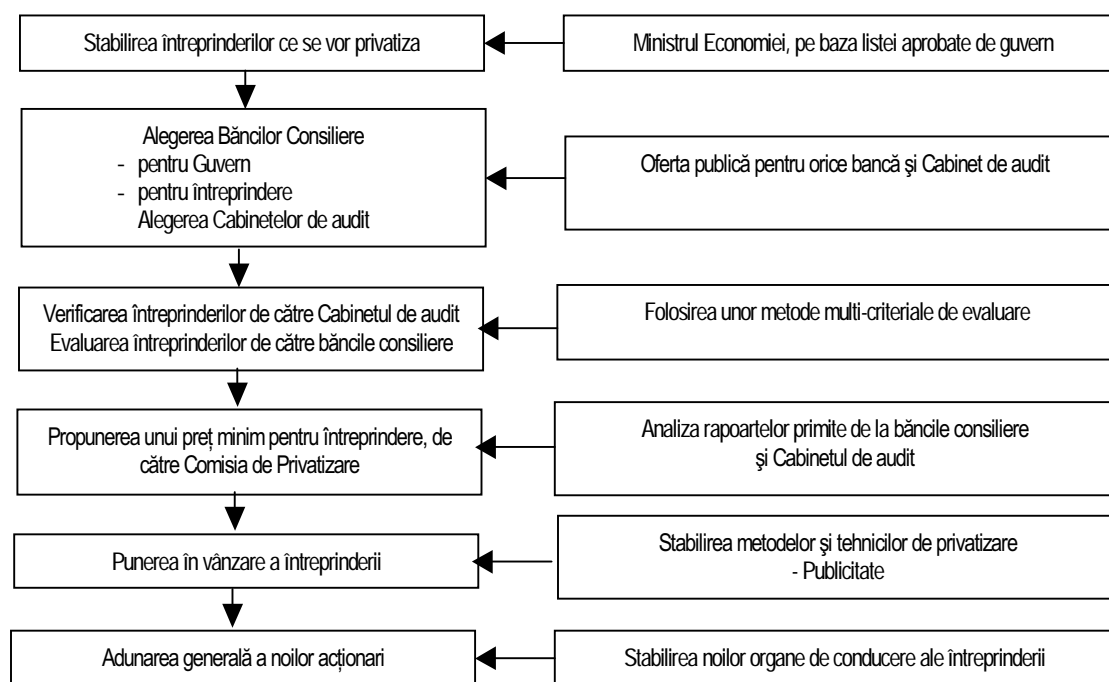 Stabilirea întreprinderilor ce se vor privatiza
Ministrul Economiei, pe baza listei aprobate de guvern
Alegerea Băncilor Consiliere
- pentru Guvern
- pentru întreprindere
Alegerea Cabinetelor de audit
Oferta publică pentru orice bancă şi Cabinet de audit
Verificarea întreprinderilor de către Cabinetul de audit
Evaluarea întreprinderilor de către băncile consiliere
Folosirea unor metode multi-criteriale de evaluare
Propunerea unui preţ minim pentru întreprindere, de
către Comisia de Privatizare
Analiza rapoartelor primite de la băncile consiliere
şi Cabinetul de audit
Punerea în vânzare a întreprinderii
Stabilirea metodelor şi tehnicilor de privatizare
- Publicitate
Adunarea generală a noilor acţionari
Stabilirea noilor organe de conducere ale întreprinderii